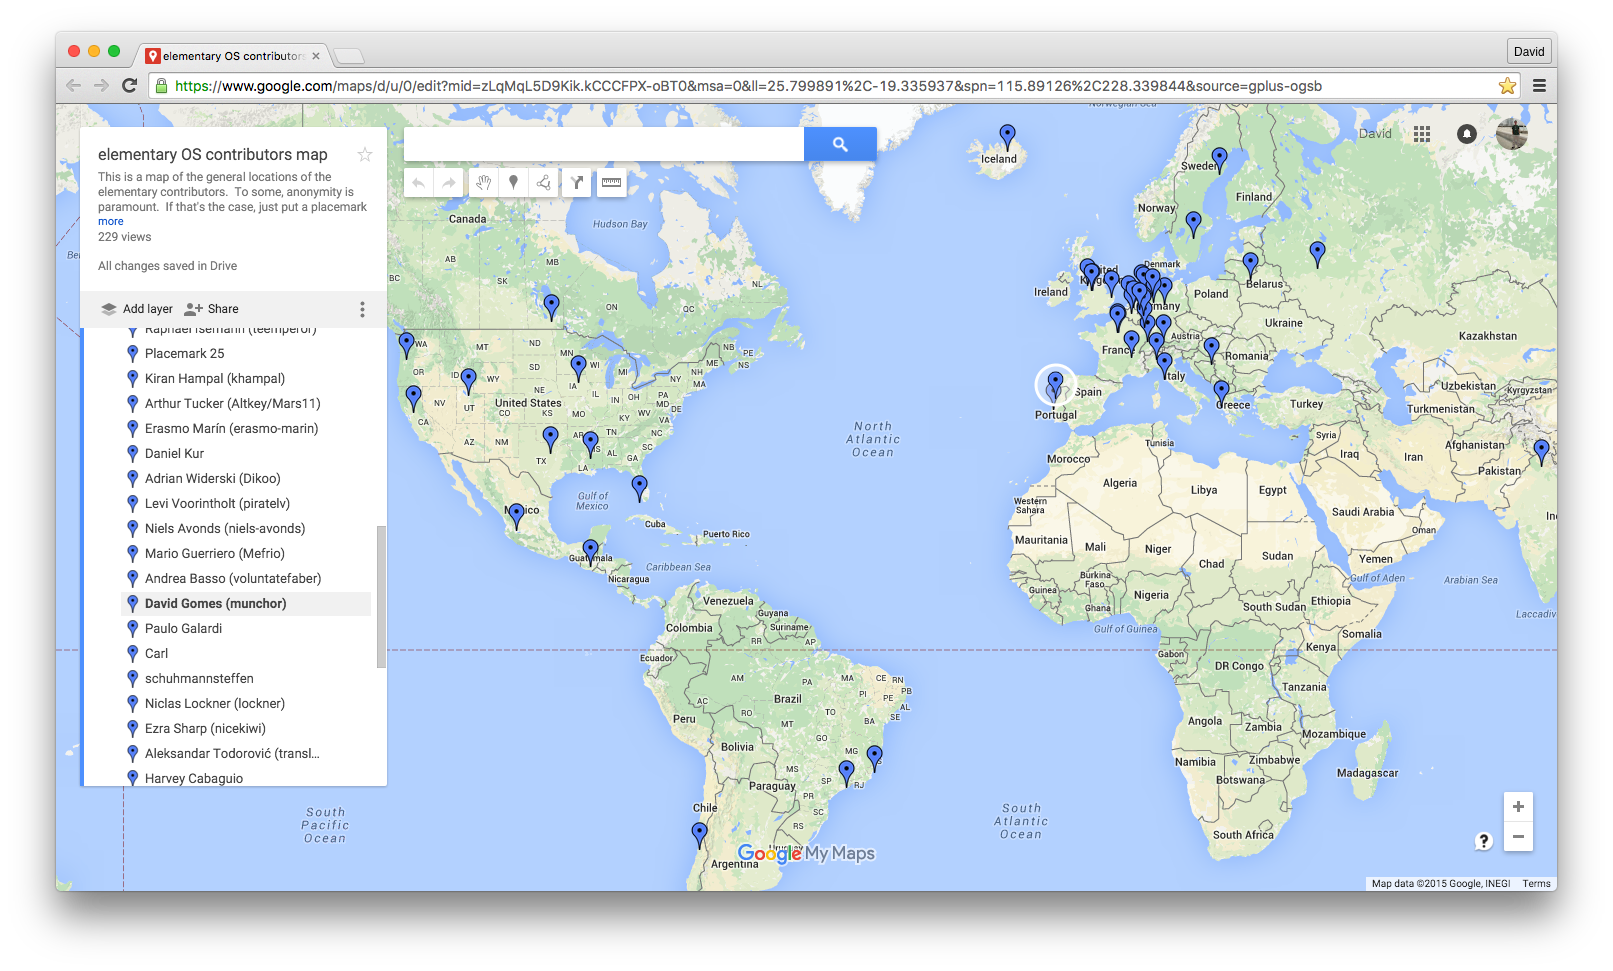 elementary OS contributors
David
https://www.google.com/maps/d/u/0/edit?mid=zLqMqL5D9Kik.kCCCFPX-oBT0&msa=0&ll=25.799891%2C-19.335937&spn=115.89126%2C228.339844&source=gplus-ogsb
elementary OS contributors map
This is a map of the general locations of the
elementary contributors. To some, anonymity is
paramount. If that's the case, just put a placemark
more
229 views
All changes saved in Drive
Add layer
Share
Raphael Isemann (teemperor)
Placemark 25
Kiran Hampal (khampal)
Arthur Tucker (Altkey/Mars11)
Erasmo Marín (erasmo-marin)
Daniel Kur
Adrian Widerski (Dikoo)
Levi Voorintholt (piratelv)
Niels Avonds (niels-avonds)
Mario Guerriero (Mefrio)
Andrea Basso (voluntatefaber)
David Gomes (munchor)
Paulo Galardi
Carl
schuhmannsteffen
Niclas Lockner (lockner)
Ezra Sharp (nicekiwi)
Aleksandar Todorović (transl...
Harvey Cabaguio
David
Norwegian Sea
Iceland
Sweden
Norway
Finland
Canada
Hudson Bay
BC
AB
MB
SK
ON
QC
NL
Denmark
Ireland
Belarus
Poland
Ukraine
Kazakhstan
Austria
France
Romania
Italy
WA
MT
ND
MN
OR
ID
SD
WI
WY
NB
PE
NS
IA
NY
NH
MA
NV
UT
NE
IL
IN
OH
PA
MD
DE
NJ
United States
CO
KS
MO
KY
WV
VA
CA
AZ
NM
OK
AR
TN
NC
SC
TX
LA
MS
AL
GA
FL
Spain
Portugal
Greece
Turkey
Uzbekistan
Kyrgyzstan
Turkmenistan
Afghanistan
Pakistan
Syria
Iraq
Iran
North
Atlantic
Ocean
Tunisia
Morocco
Algeria
Libya
Egypt
Western
Sahara
Saudi Arabia
Oman
Yemen
Gulf of
Mexico
Mexico
Cuba
Puerto Rico
Guatemala
Caribbean Sea
Nicaragua
Mauritania
Mali
Niger
Chad
Sudan
Gulf of Aden
Arabian Sea
Burkina
Faso
Guinea
Ghana
Nigeria
South Sudan
Ethiopia
Somalia
Laccadiv
Gulf of Guinea
Venezuela
Guyana
Suriname
Colombia
RR
AP
Ecuador
Gabon
DR Congo
Kenya
Tanzania
AM
PA
MA
CE
RN
PB
PI
PE
AL
SE
AC
RO
TO
BA
MT
GO
MG
Brazil
Peru
Bolivia
MS
SP
RJ
Paraguay
PR
SC
RS
Chile
Uruguay
Argentina
Angola
Zambia
Mozambique
Namibia
Zimbabwe
Botswana
Madagascar
South Africa
South
Pacific
Ocean
South
Atlantic
Ocean
Google My Maps
Map data ©2015 Google, INEGI
Terms